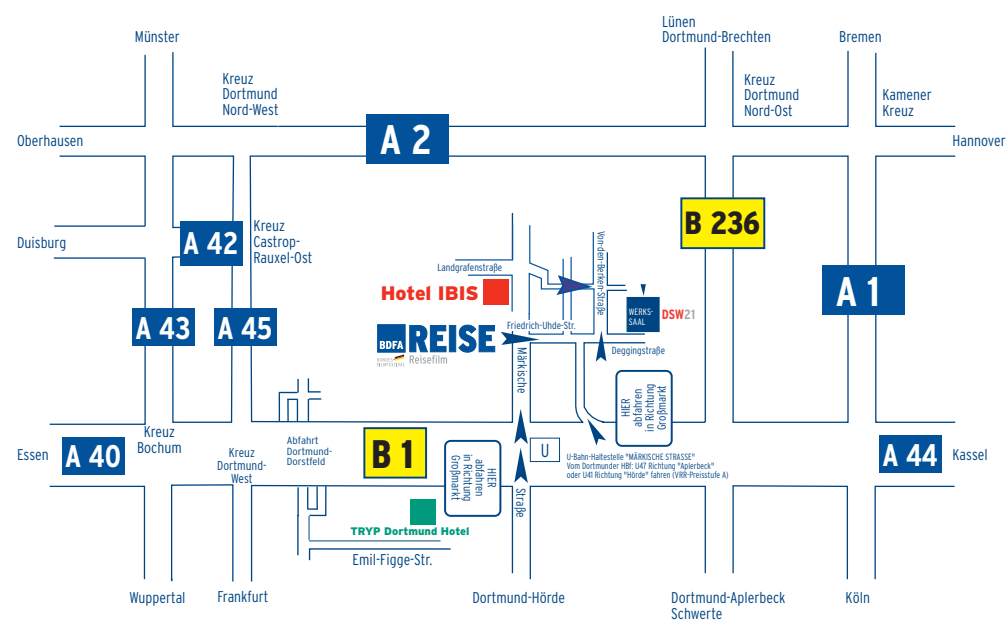 Lünen
Dortmund-Brechten
Münster
Bremen
Kreuz
Dortmund
Nord-West
Kreuz
Dortmund
Nord-Ost
Kamener
Kreuz
Oberhausen
A 2
Hannover
B 236
Duisburg
A 42
Kreuz
Castrop-
Rauxel-Ost
Von-den-Berken-Straße
Landgrafenstraße
Hotel IBIS
A 1
WERKS-
SAAL
DSW21
A 43
A 45
BDFA
REISE
Reisefilm
BUNDES-
FILMFESTIVAL
Friedrich-Uhde-Str.
Deggingstraße
Märkische
Straße
HIER
abfahren
in Richtung
Großmarkt
Essen
A 40
Kreuz
Bochum
Kreuz
Dortmund-
West
Abfahrt
Dortmund-
Dorstfeld
B 1
HIER
abfahren
in Richtung
Großmarkt
U
U-Bahn-Haltestelle "MÄRKISCHE STRASSE"
Vom Dortmunder HBf: U47 Richtung "Aplerbeck"
oder U41 Richtung "Hörde" fahren (VRR-Preisstufe A)
A 44
Kassel
TRYP Dortmund Hotel
Emil-Figge-Str.
Wuppertal
Frankfurt
Dortmund-Hörde
Dortmund-Aplerbeck
Schwerte
Köln